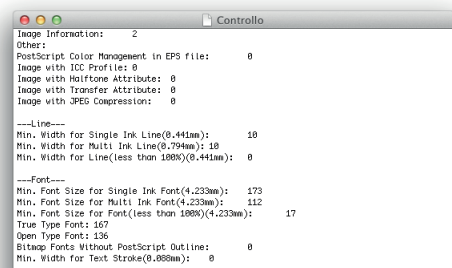 Controllo
Image Information: 2
Other:
PostScript Color Management in EPS file: 0
Image with ICC Profile: 0
Image with Halftone Attribute: 0
Image with Transfer Attribute: 0
Image with JPEG Compression: 0
---Line---
Min. Width for Single Ink Line(0.441mm): 10
Min. Width for Multi Ink Line(0.794mm): 10
Min. Width for Line(less than 100%)(0.441mm): 0
---Font---
Min. Font Size for Single Ink Font(4.233mm): 173
Min. Font Size for Multi Ink Font(4.233mm): 112
Min. Font Size for Font(less than 100%)(4.233mm): 17
True Type Font: 167
Open Type Font: 136
Bitmap Fonts Without PostScript Outline: 0
Min. Width for Text Stroke(0.088mm): 0